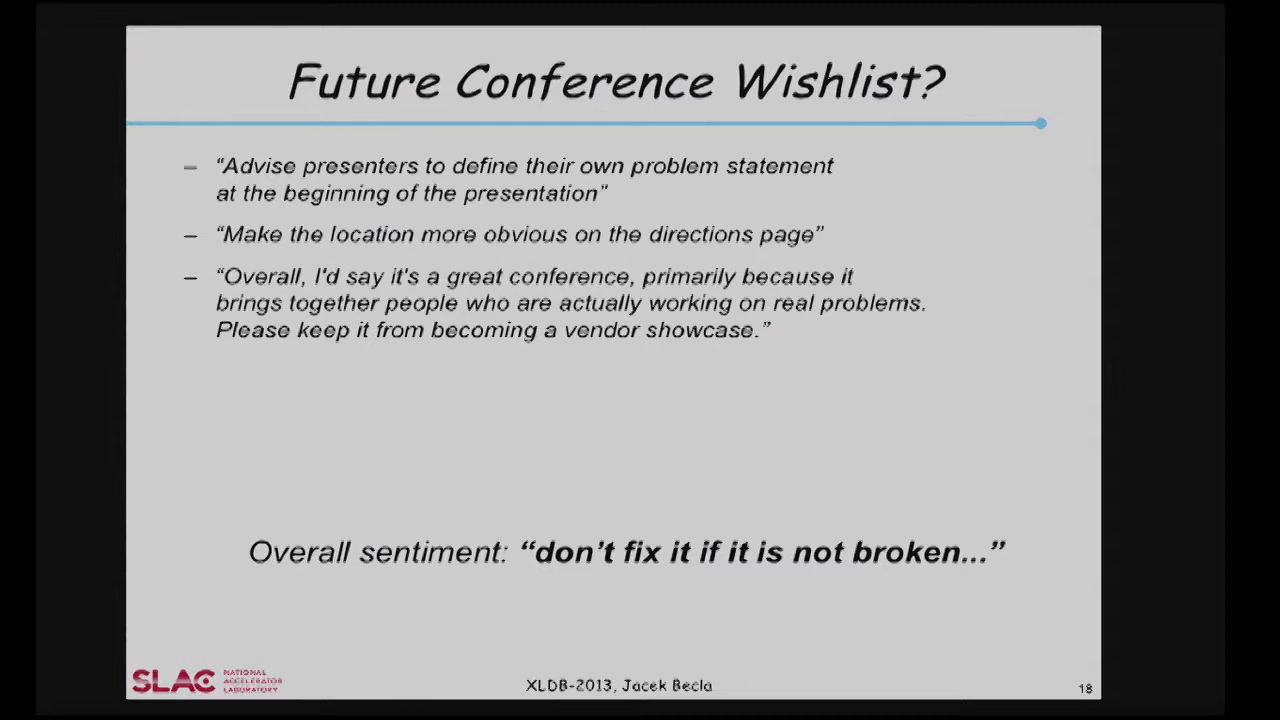 Future Conference Wishlist?
– “Advise presenters to define their own problem statement
at the beginning of the presentation”
– “Make the location more obvious on the directions page”
– “Overall, I'd say it's a great conference, primarily because it
brings together people who are actually working on real problems.
Please keep it from becoming a vendor showcase.”
Overall sentiment: “don’t fix it if it is not broken...”
SLAC
NATIONAL
ACCELERATOR
LABORATORY
XLDB-2013, Jacek Becla
18